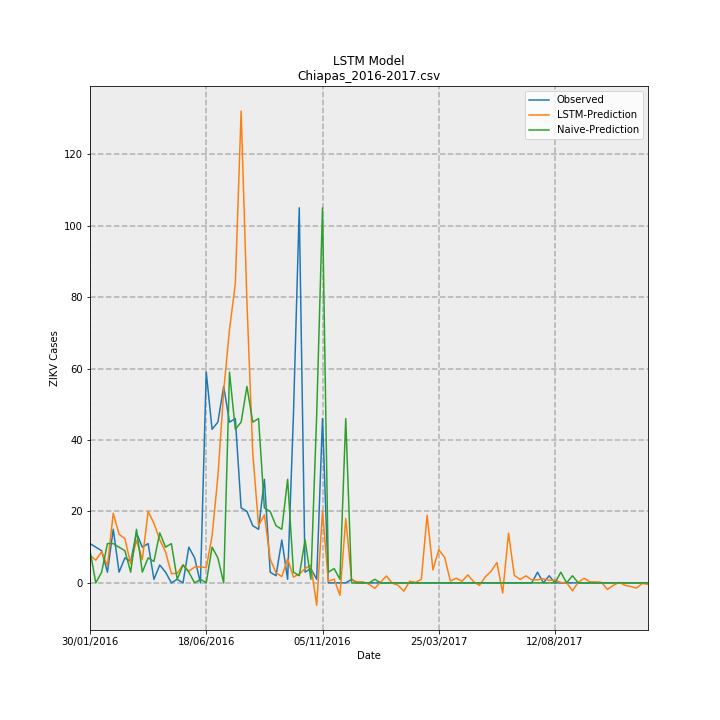 LSTM Model
Chiapas_2016-2017.csv
Observed
LSTM-Prediction
Naive-Prediction
120
100
80
60
40
20
0
ZIKV Cases
30/01/2016 18/06/2016 05/11/2016 25/03/2017 12/08/2017
Date